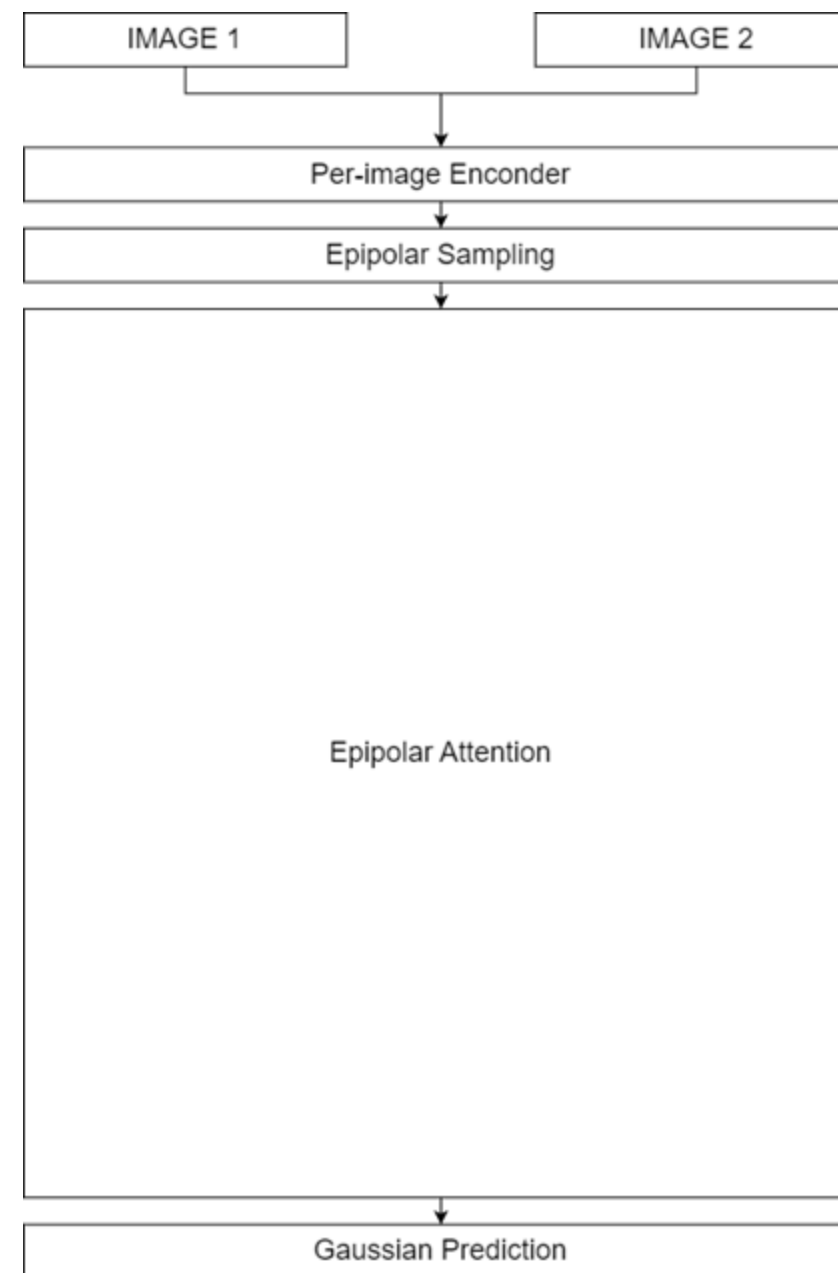 IMAGE 1
IMAGE 2
Per-image Enconder
Epipolar Sampling
Epipolar Attention
Gaussian Prediction